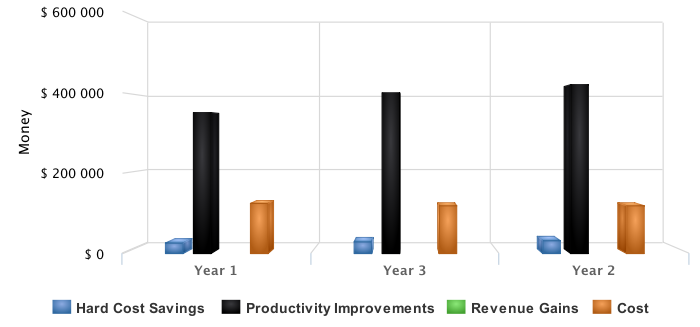 $ 600 000
$ 400 000
$ 200 000
$ 0
Money
Year 1 Year 3 Year 2
Hard Cost Savings Productivity Improvements Revenue Gains Cost